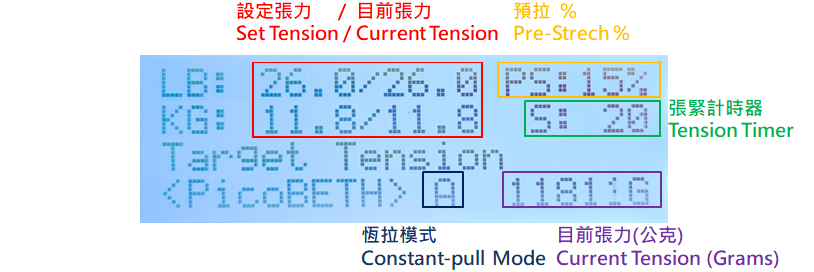 設定張力 / 目前張力
Set Tension / Current Tension
預拉 %
Pre-Strech %
LB: 26.0/26.0 PS:15%
KG: 11.8/11.8 S: 20
張緊計時器
Tension Timer
Target Tension
<PicoBETH> A 11811G
恆拉模式
Constant-pull Mode
目前張力(公克)
Current Tension (Grams)